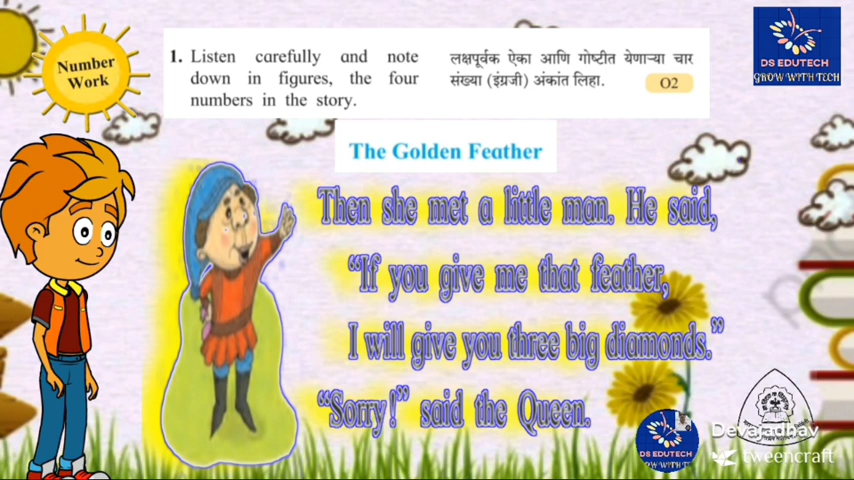 Number
Work
1. Listen carefully and note
down in figures, the four
numbers in the story.
लक्षपूर्वक ऐका आणि गोष्टीत येणाऱ्या चार
संख्या (इंग्रजी) अंकांत लिहा.
O2
DS EDUTECH
GROW WITH TECH
The Golden Feather
Then she met a little man. He said,
“If you give me that feather,
I will give you three big diamonds.”
“Sorry!” said the Queen.
DS EDUTECH
Devajadhav
tweencraft